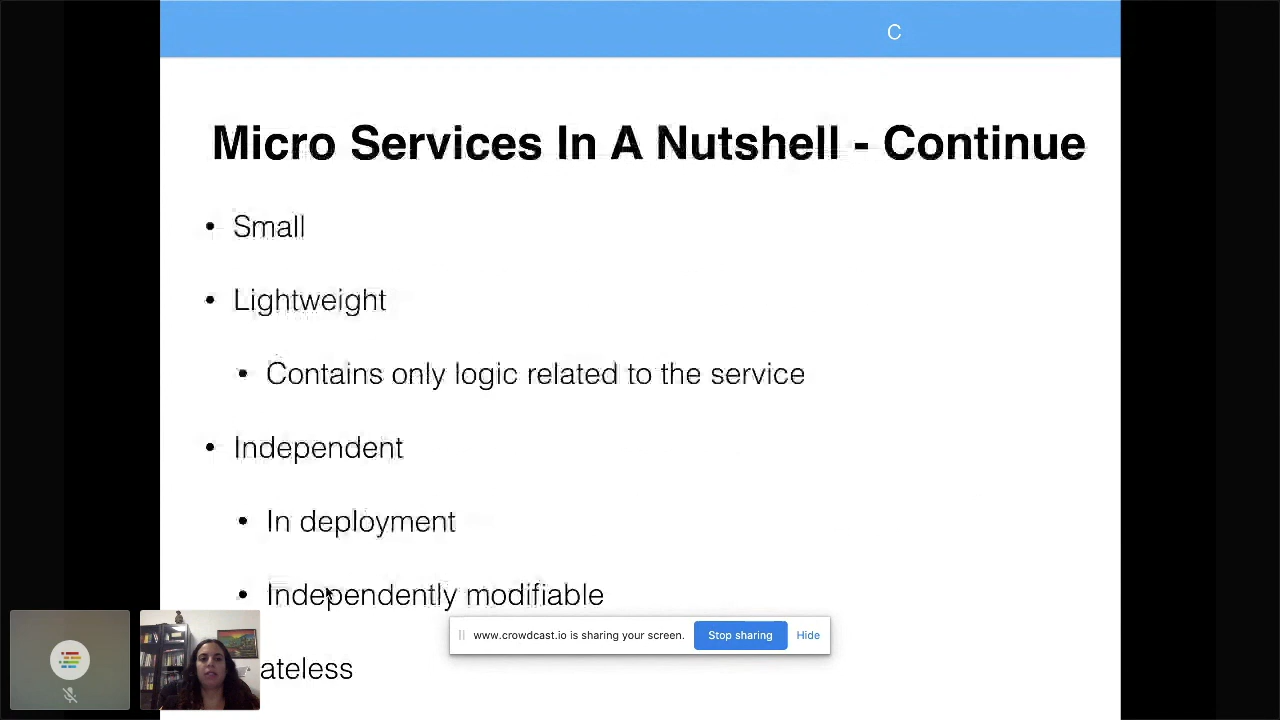 C
Micro Services In A Nutshell - Continue
• Small
• Lightweight
• Contains only logic related to the service
• Independent
• In deployment
• Independently modifiable
www.crowdcast.io is sharing your screen. Stop sharing Hide
ateless